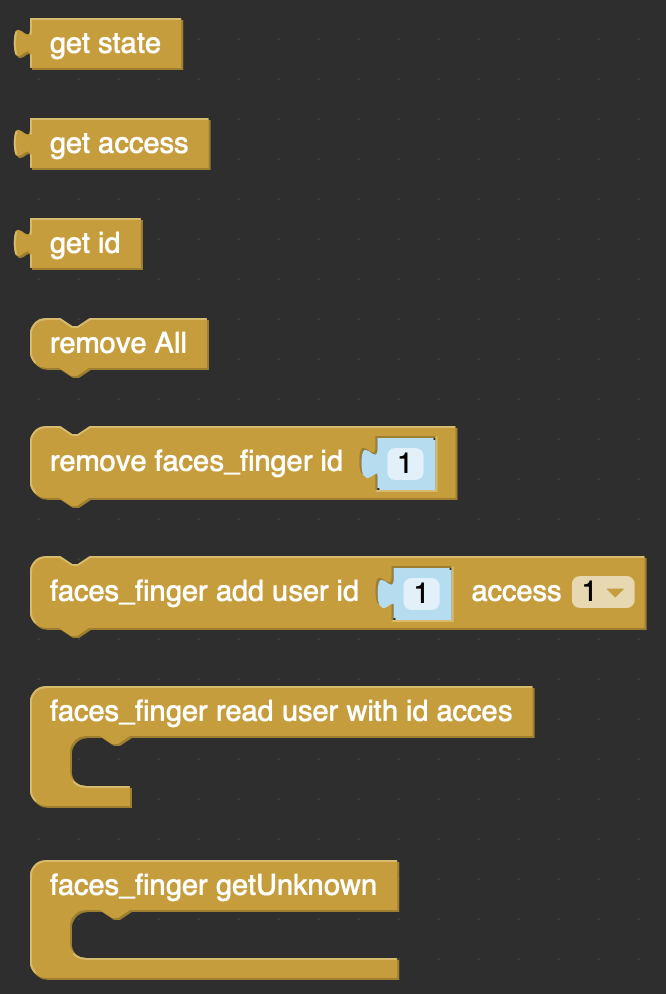 get state
get access
get id
remove All
remove faces_finger id 1
faces_finger add user id 1 access 1
faces_finger read user with id acces
faces_finger getUnknown